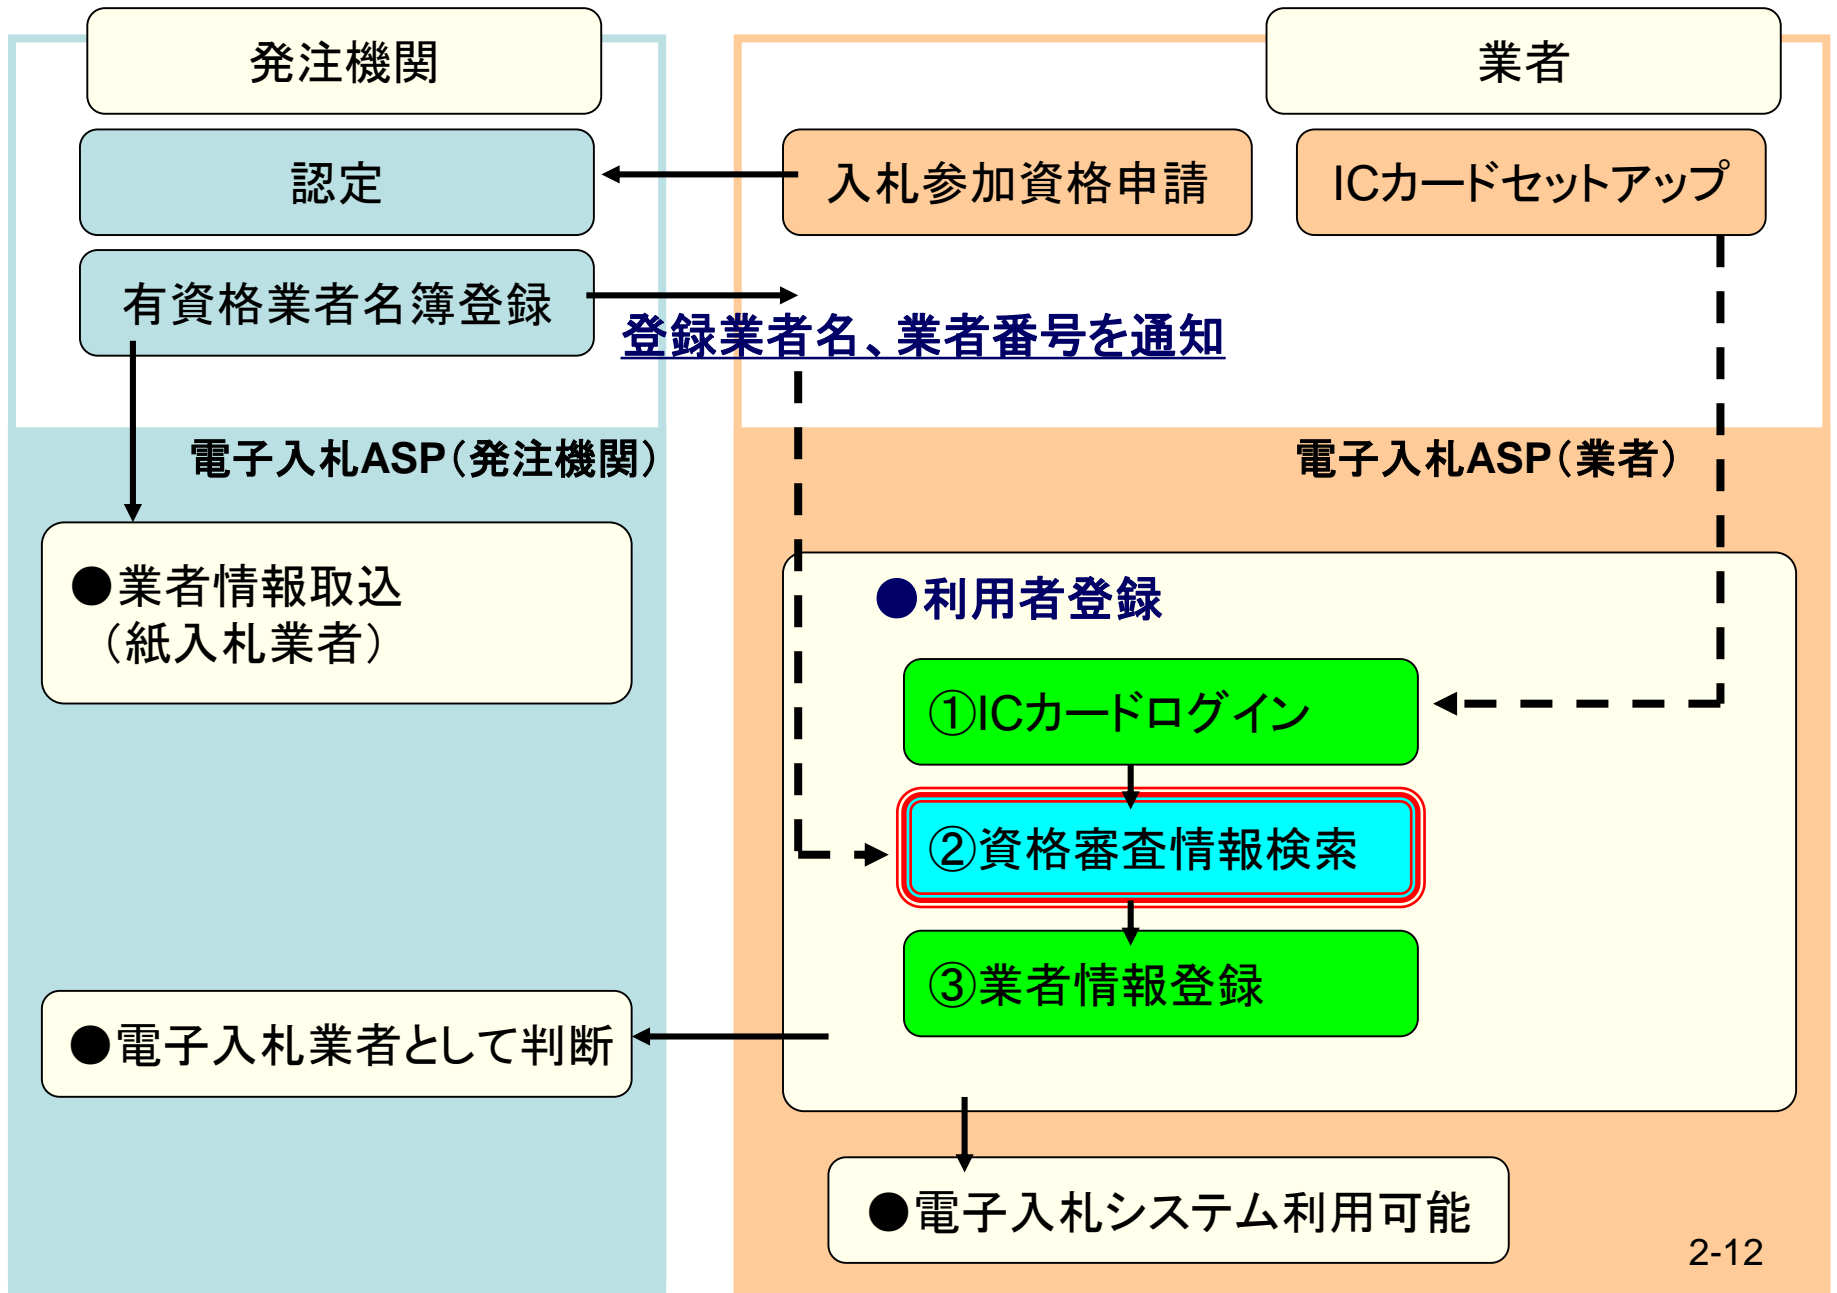 発注機関
業者
認定
入札参加資格申請
ICカードセットアップ
有資格業者名簿登録
登録業者名、業者番号を通知
電子入札ASP（発注機関）
電子入札ASP（業者）
●業者情報取込
（紙入札業者）
●利用者登録
①ICカードログイン
②資格審査情報検索
③業者情報登録
●電子入札業者として判断
●電子入札システム利用可能
2-12